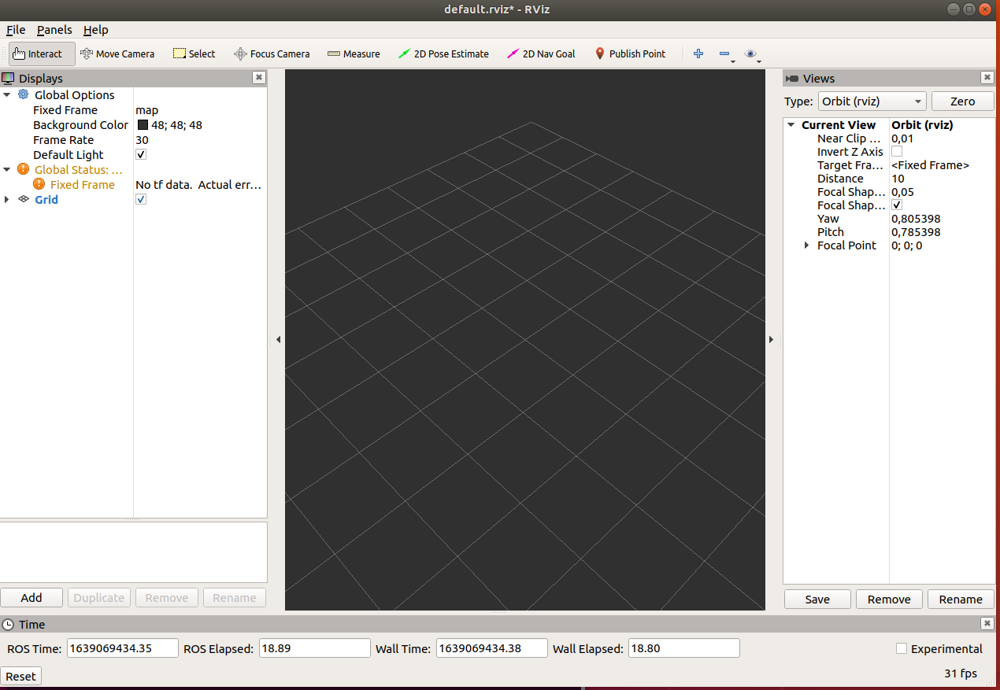 default.rviz* - RViz
File Panels Help
Interact Move Camera Select Focus Camera Measure 2D Pose Estimate 2D Nav Goal Publish Point
Displays
Global Options
Fixed Frame map
Background Color 48; 48; 48
Frame Rate 30
Default Light
Global Status: ...
Fixed Frame No tf data.  Actual err...
Grid
Add Duplicate Remove Rename
Views
Type: Orbit (rviz) Zero
Current View Orbit (rviz)
Near Clip ... 0,01
Invert Z Axis
Target Fra... <Fixed Frame>
Distance 10
Focal Shap... 0,05
Focal Shap...
Yaw 0,805398
Pitch 0,785398
Focal Point 0; 0; 0
Save Remove Rename
Time
ROS Time: 1639069434.35 ROS Elapsed: 18.89 Wall Time: 1639069434.38 Wall Elapsed: 18.80 Experimental
Reset 31 fps